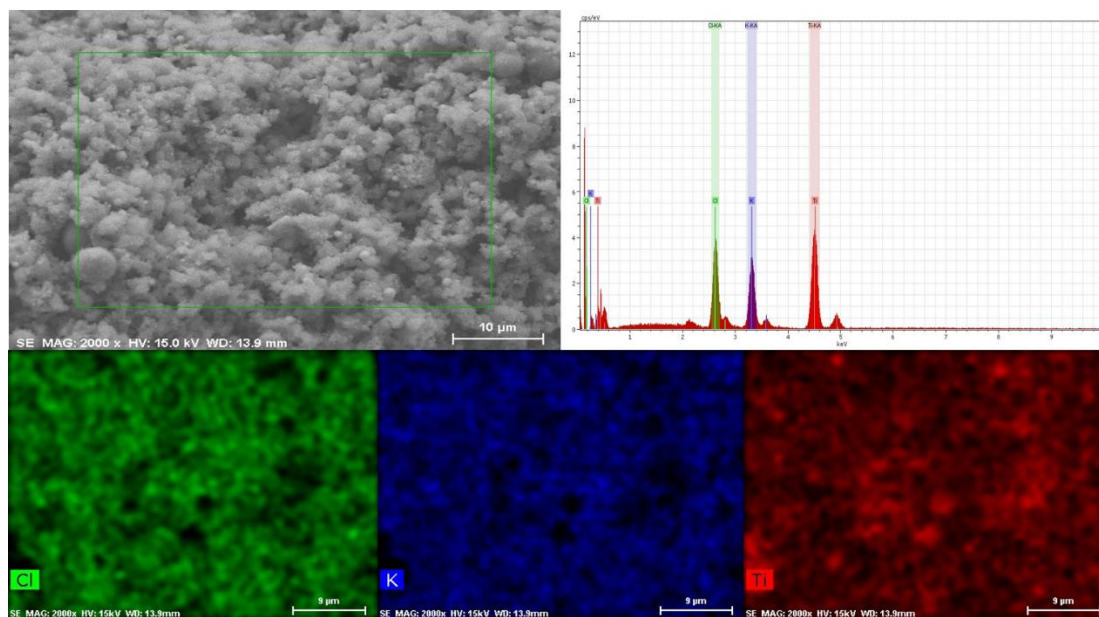 SE MAG: 2000 x HV: 15.0 kV WD: 13.9 mm
10 µm
cps/eV
Cl-KA K-KA Ti-KA
12
10
8
6
4
2
0
Cl K Ti Cl K Ti
1 2 3 4 5 6 7 8 9
keV
Cl
SE MAG: 2000x HV: 15kV WD: 13.9mm
9 µm
K
SE MAG: 2000x HV: 15kV WD: 13.9mm
9 µm
Ti
SE MAG: 2000x HV: 15kV WD: 13.9mm
9 µm